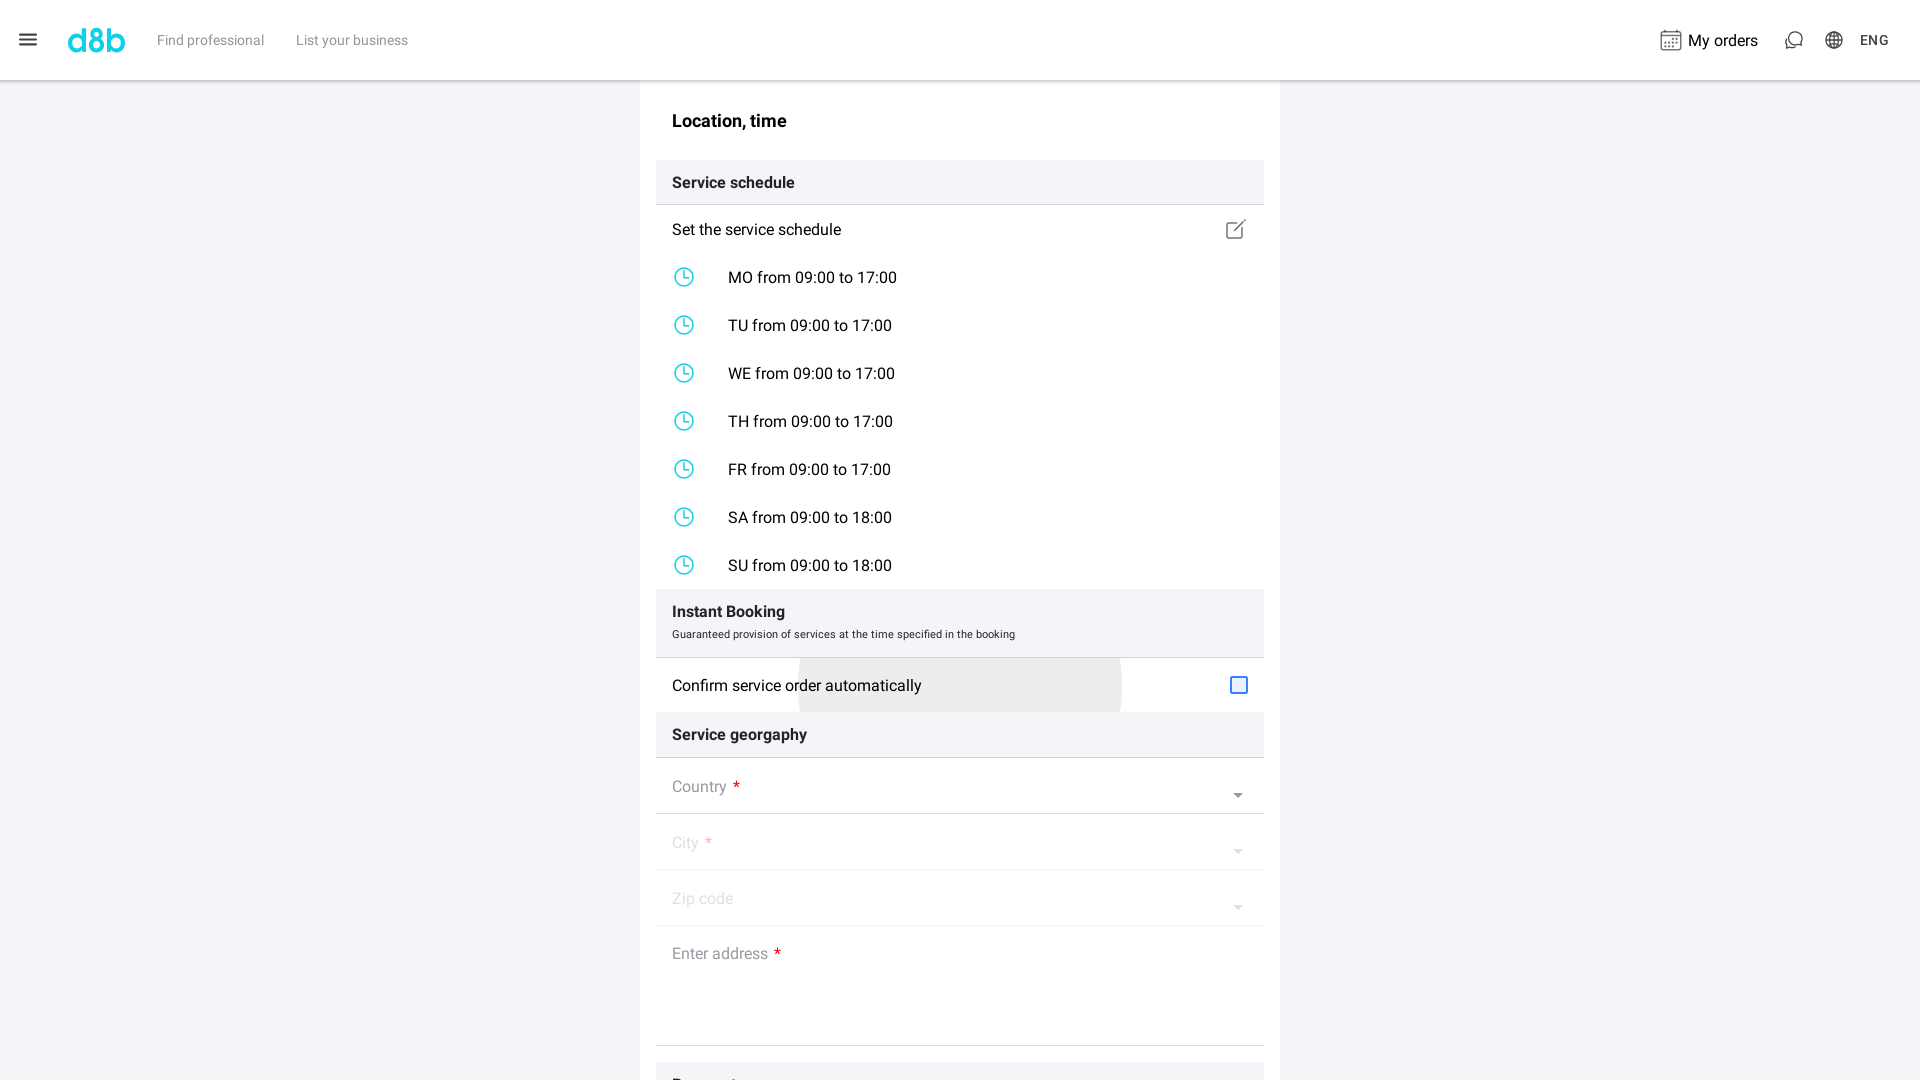 d8b
Find professional
List your business
My orders
ENG
Location, time
Service schedule
Set the service schedule
MO from 09:00 to 17:00
TU from 09:00 to 17:00
WE from 09:00 to 17:00
TH from 09:00 to 17:00
FR from 09:00 to 17:00
SA from 09:00 to 18:00
SU from 09:00 to 18:00
Instant Booking
Guaranteed provision of services at the time specified in the booking
Confirm service order automatically
Service georgaphy
Country *
City *
Zip code
Enter address *